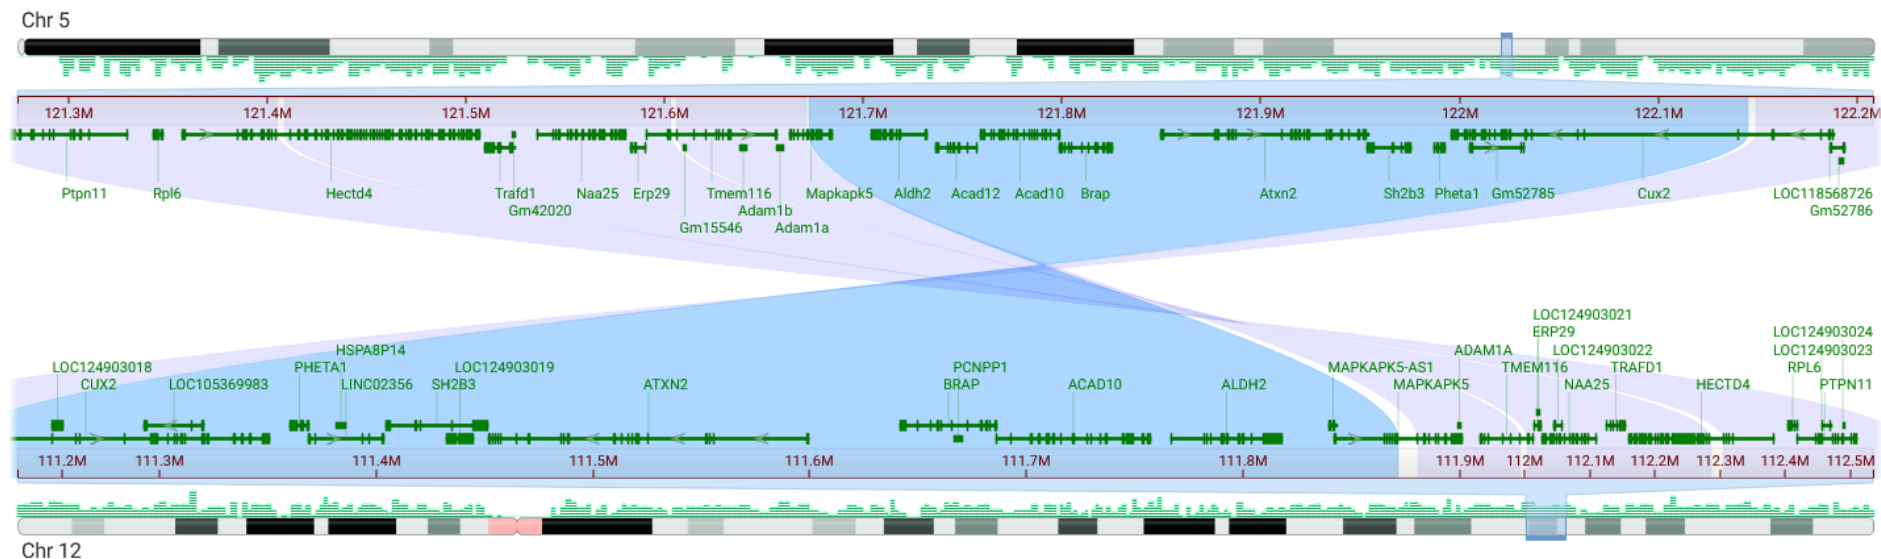 Chr 5
121.3M 121.4M 121.5M 121.6M 121.7M 121.8M 121.9M 122M 122.1M 122.2M
Ptpn11 Rpl6 Hectd4 Trafd1 Naa25 Erp29 Tmem116 Mapkapk5 Aldh2 Acad12 Acad10 Brap Atxn2 Sh2b3 Pheta1 Gm52785 Cux2 LOC118568726
Gm42020 Adam1b Gm52786
Gm15546 Adam1a
LOC124903021
ERP29 LOC124903024
HSPA8P14 ADAM1A LOC124903022 LOC124903023
LOC124903018 PHETA1 LOC124903019 PCNPP1 MAPKAPK5-AS1 TMEM116 TRAFD1 RPL6
CUX2 LOC105369983 LINC02356 SH2B3 ATXN2 BRAP ACAD10 ALDH2 MAPKAPK5 NAA25 HECTD4 PTPN11
111.2M 111.3M 111.4M 111.5M 111.6M 111.7M 111.8M 111.9M 112M 112.1M 112.2M 112.3M 112.4M 112.5M
Chr 12